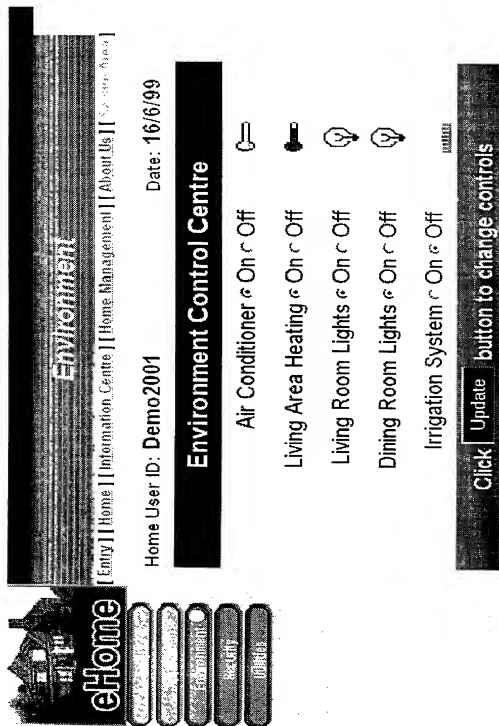 Environment
[ Entry ] [ Home ] [ Information Centre ] [ Home Management ] [ About Us ] [
eHome
Environment
Security
Utilities
Home User ID: Demo2001 Date: 16/6/99
Environment Control Centre
Air Conditioner On Off
Living Area Heating On Off
Living Room Lights On Off
Dining Room Lights On Off
Irrigation System On Off
Click Update button to change controls